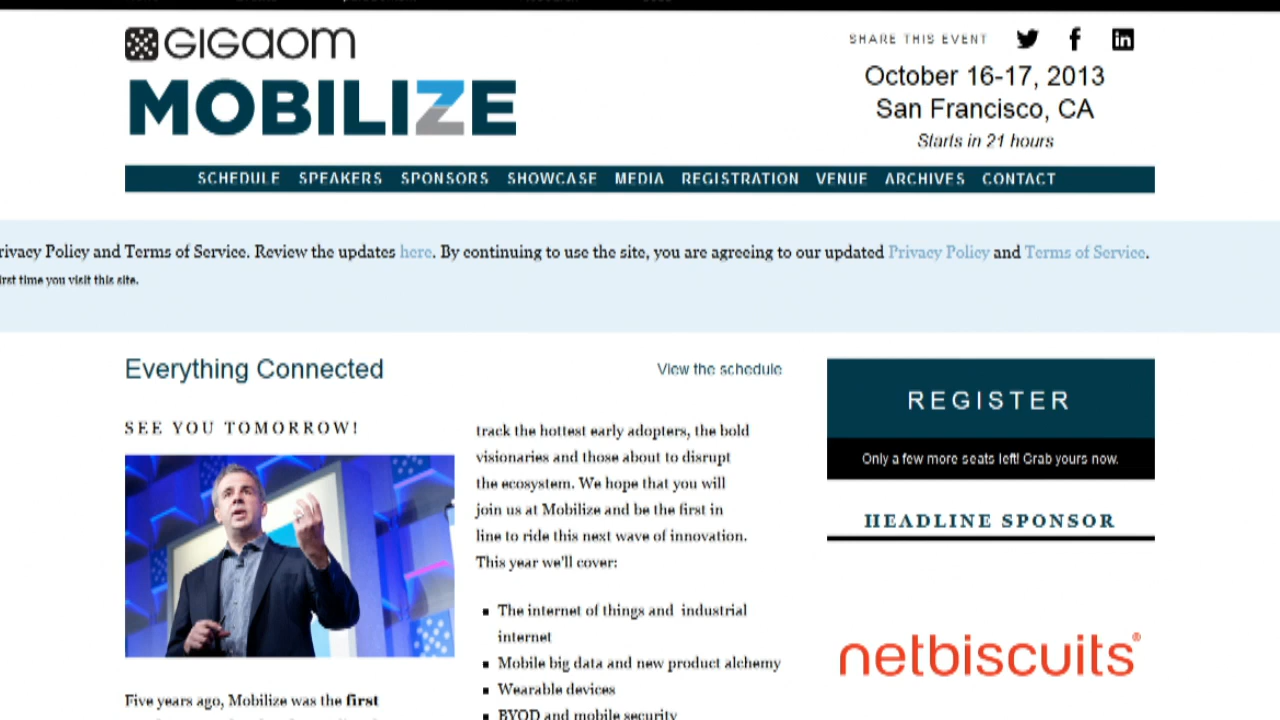 GIGAOM
MOBILIZE
SHARE THIS EVENT
October 16-17, 2013
San Francisco, CA
Starts in 21 hours
SCHEDULE SPEAKERS SPONSORS SHOWCASE MEDIA REGISTRATION VENUE ARCHIVES CONTACT
rivacy Policy and Terms of Service. Review the updates here. By continuing to use the site, you are agreeing to our updated Privacy Policy and Terms of Service.
irst time you visit this site.
Everything Connected
View the schedule
SEE YOU TOMORROW!
Five years ago, Mobilize was the first
track the hottest early adopters, the bold
visionaries and those about to disrupt
the ecosystem. We hope that you will
join us at Mobilize and be the first in
line to ride this next wave of innovation.
This year we'll cover:
The internet of things and industrial
internet
Mobile big data and new product alchemy
Wearable devices
BYOD and mobile security
REGISTER
Only a few more seats left! Grab yours now.
HEADLINE SPONSOR
netbiscuits®